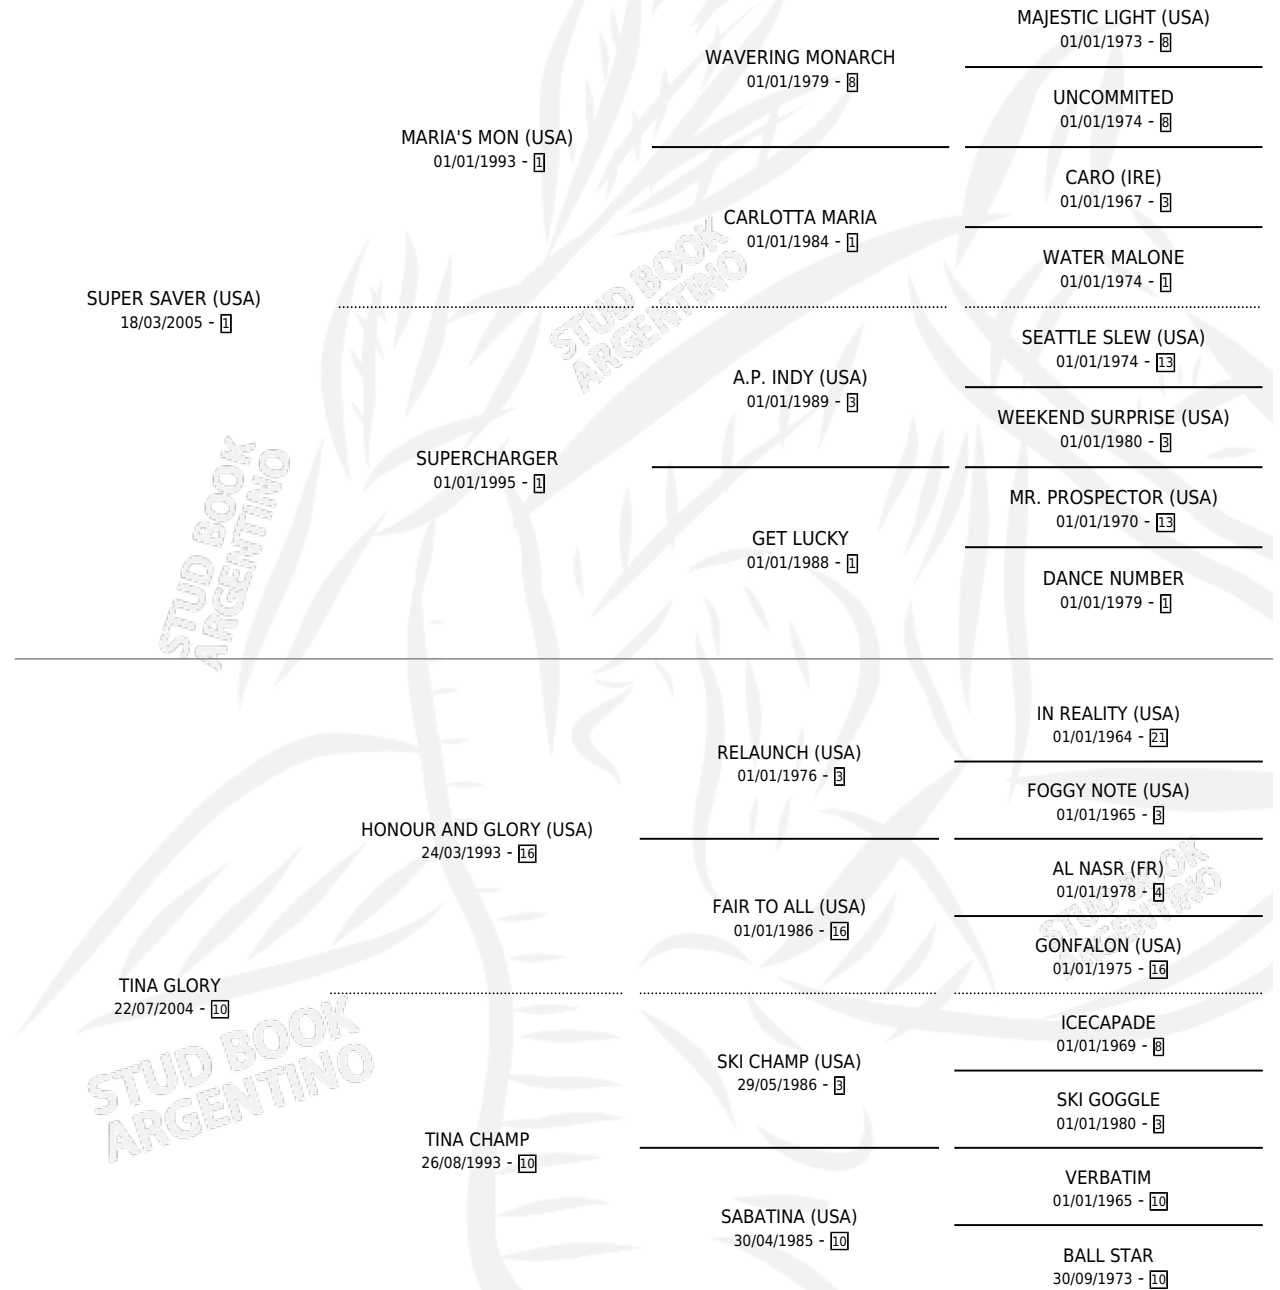 MAJESTIC LIGHT (USA)
01/01/1973 - 8
WAVERING MONARCH
01/01/1979 - 8
UNCOMMITED
01/01/1974 - 8
MARIA'S MON (USA)
01/01/1993 - 1
CARO (IRE)
01/01/1967 - 3
CARLOTTA MARIA
01/01/1984 - 1
WATER MALONE
01/01/1974 - 1
SUPER SAVER (USA)
18/03/2005 - 1
SEATTLE SLEW (USA)
01/01/1974 - 13
A.P. INDY (USA)
01/01/1989 - 3
WEEKEND SURPRISE (USA)
01/01/1980 - 3
SUPERCHARGER
01/01/1995 - 1
MR. PROSPECTOR (USA)
01/01/1970 - 13
GET LUCKY
01/01/1988 - 1
DANCE NUMBER
01/01/1979 - 1
STUD BOOK
ARGENTINO
STUD BOOK
ARGENTINO
IN REALITY (USA)
01/01/1964 - 21
RELAUNCH (USA)
01/01/1976 - 3
FOGGY NOTE (USA)
01/01/1965 - 3
HONOUR AND GLORY (USA)
24/03/1993 - 16
AL NASR (FR)
01/01/1978 - 4
FAIR TO ALL (USA)
01/01/1986 - 16
GONFALON (USA)
01/01/1975 - 16
TINA GLORY
22/07/2004 - 10
ICECAPADE
01/01/1969 - 8
SKI CHAMP (USA)
29/05/1986 - 3
SKI GOGGLE
01/01/1980 - 3
TINA CHAMP
26/08/1993 - 10
VERBATIM
01/01/1965 - 10
SABATINA (USA)
30/04/1985 - 10
BALL STAR
30/09/1973 - 10
STUD BOOK
ARGENTINO
STUD BOOK
ARGENTINO